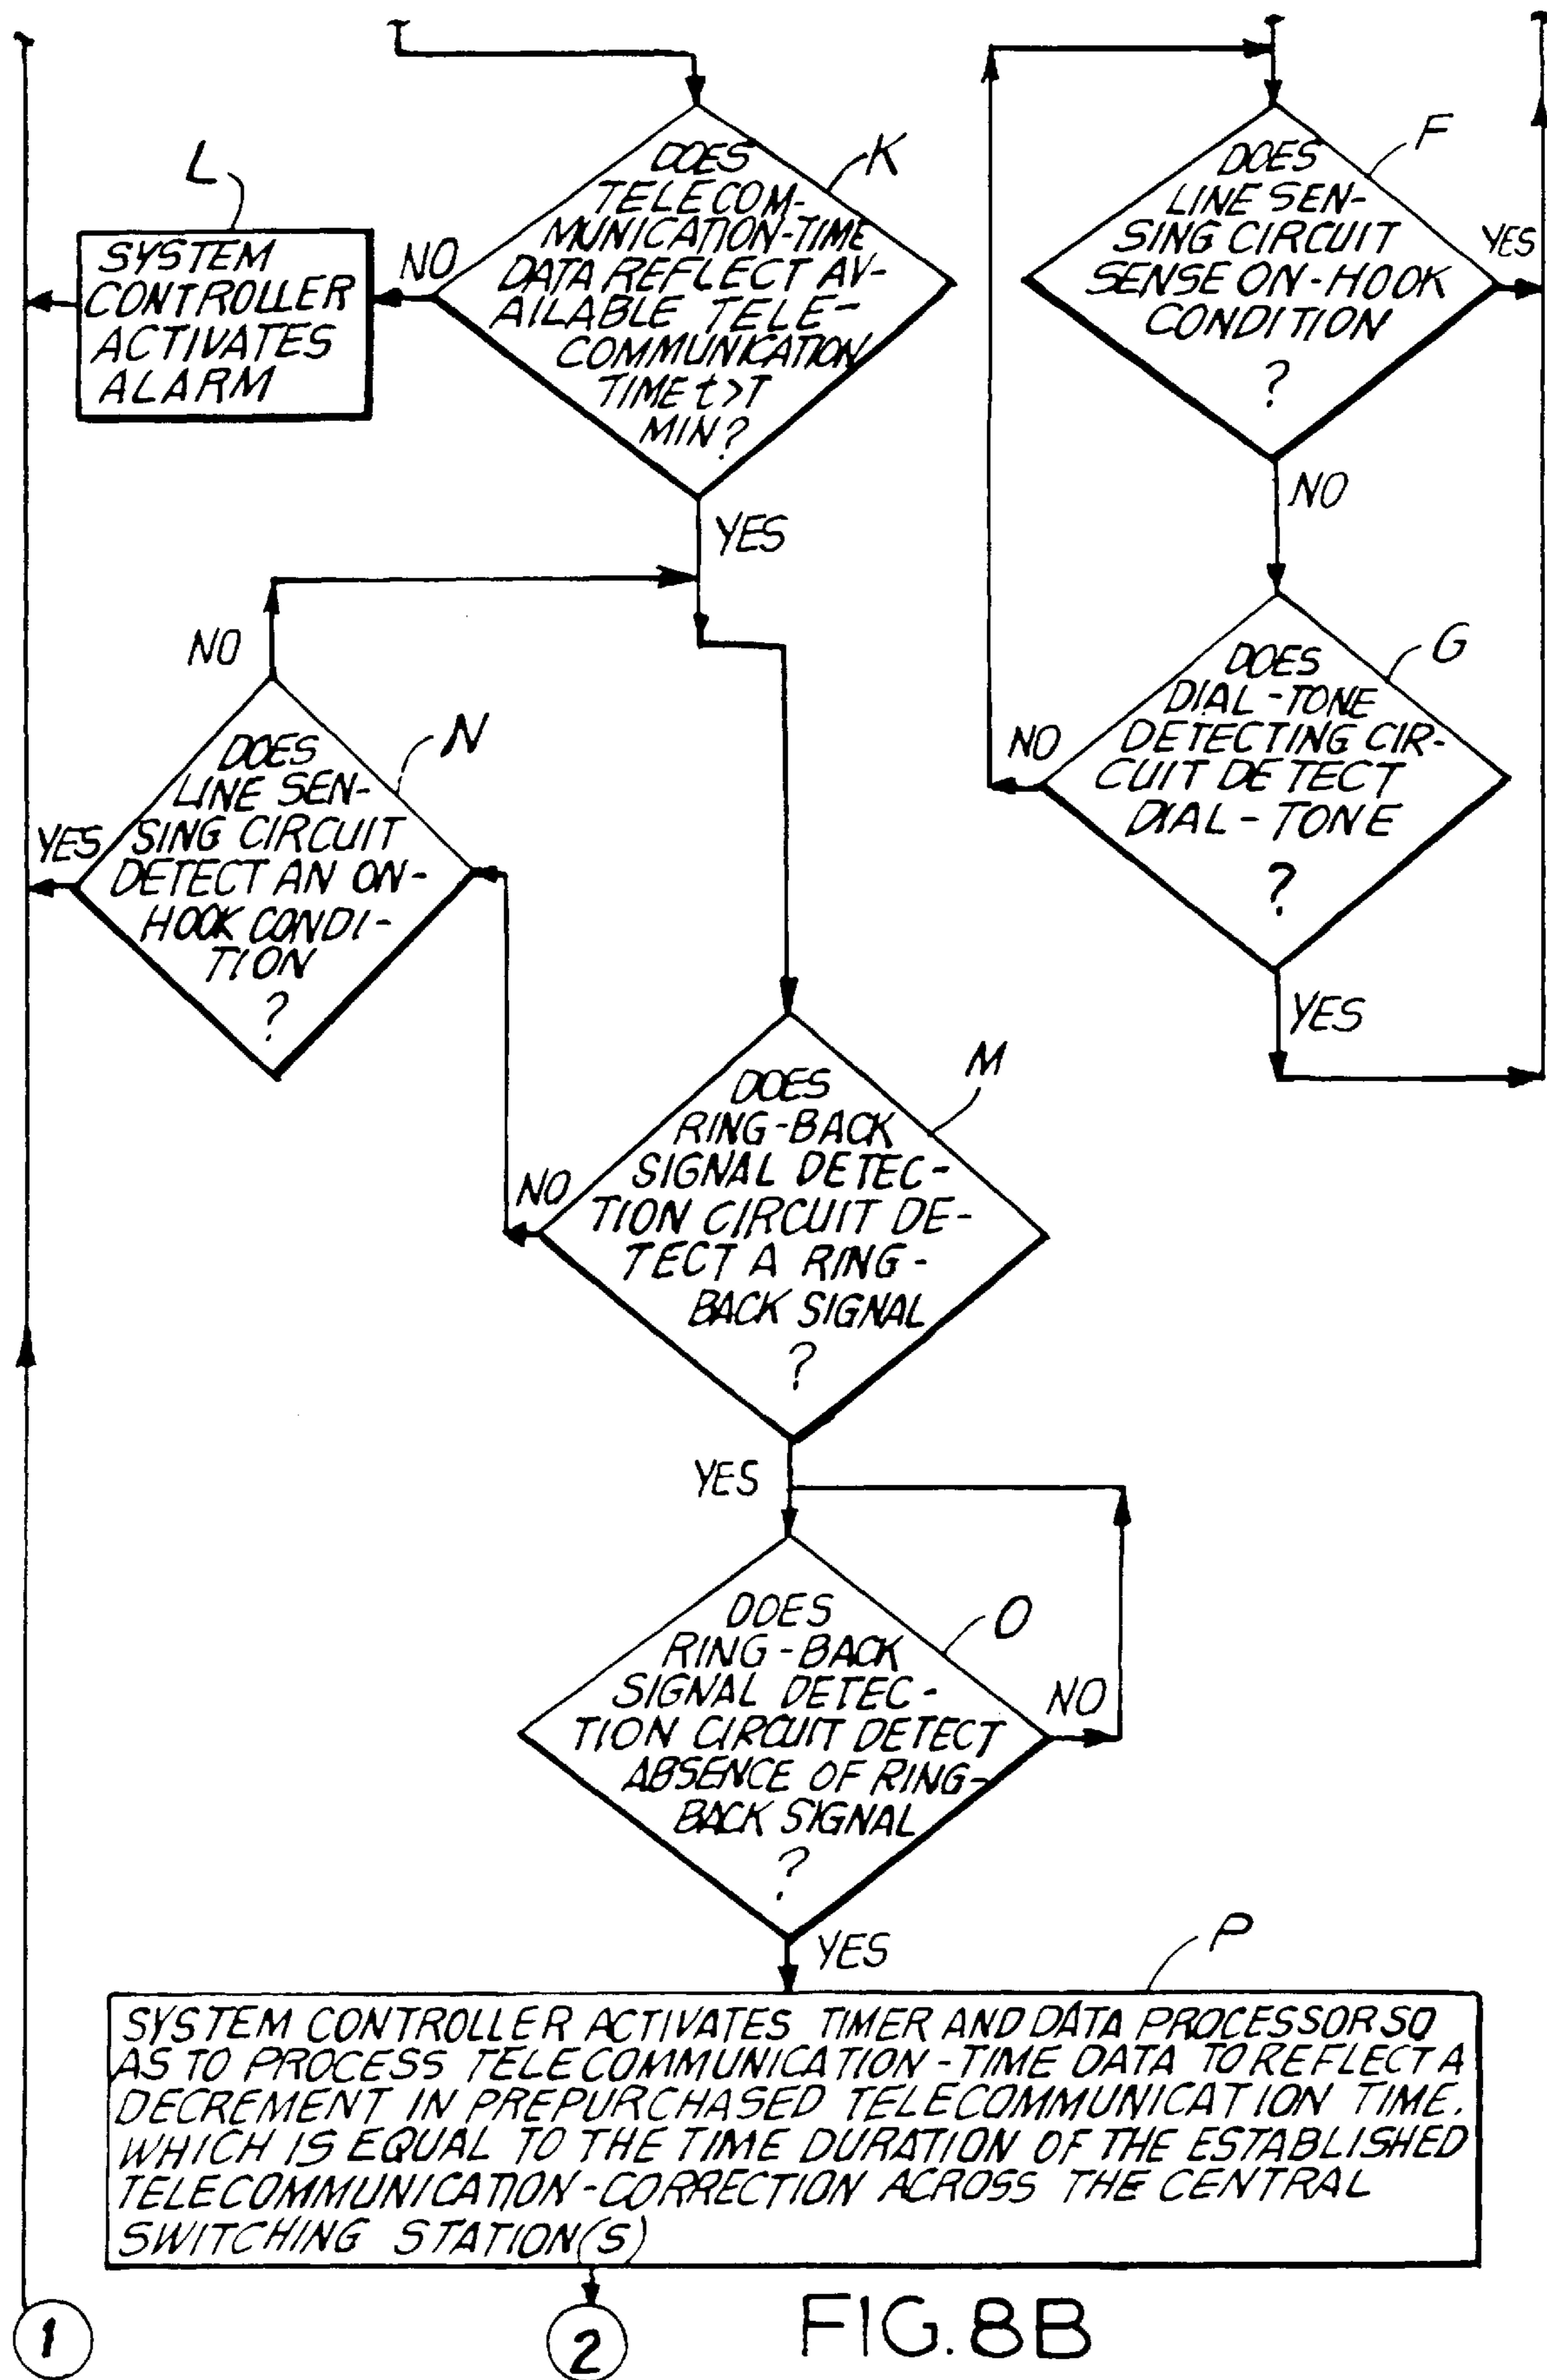 K
DOES
TELECOM-
MUNICATION-TIME
DATA REFLECT AV-
AILABLE TELE-
COMMUNICATION
TIME t>T
MIN?
NO
YES
L
SYSTEM
CONTROLLER
ACTIVATES
ALARM
F
DOES
LINE SEN-
SING CIRCUIT
SENSE ON-HOOK
CONDITION
?
YES
NO
G
DOES
DIAL-TONE
DETECTING CIR-
CUIT DETECT
DIAL-TONE
?
NO
YES
NO
N
DOES
LINE SEN-
SING CIRCUIT
DETECT AN ON-
HOOK CONDI-
TION
?
YES
M
DOES
RING-BACK
SIGNAL DETEC-
TION CIRCUIT DE-
TECT A RING-
BACK SIGNAL
?
NO
YES
O
DOES
RING-BACK
SIGNAL DETEC-
TION CIRCUIT DETECT
ABSENCE OF RING-
BACK SIGNAL
?
NO
YES
P
SYSTEM CONTROLLER ACTIVATES TIMER AND DATA PROCESSOR SO
AS TO PROCESS TELECOMMUNICATION-TIME DATA TO REFLECT A
DECREMENT IN PREPURCHASED TELECOMMUNICATION TIME.
WHICH IS EQUAL TO THE TIME DURATION OF THE ESTABLISHED
TELECOMMUNICATION-CORRECTION ACROSS THE CENTRAL
SWITCHING STATION(S)
1
2
FIG. 8B